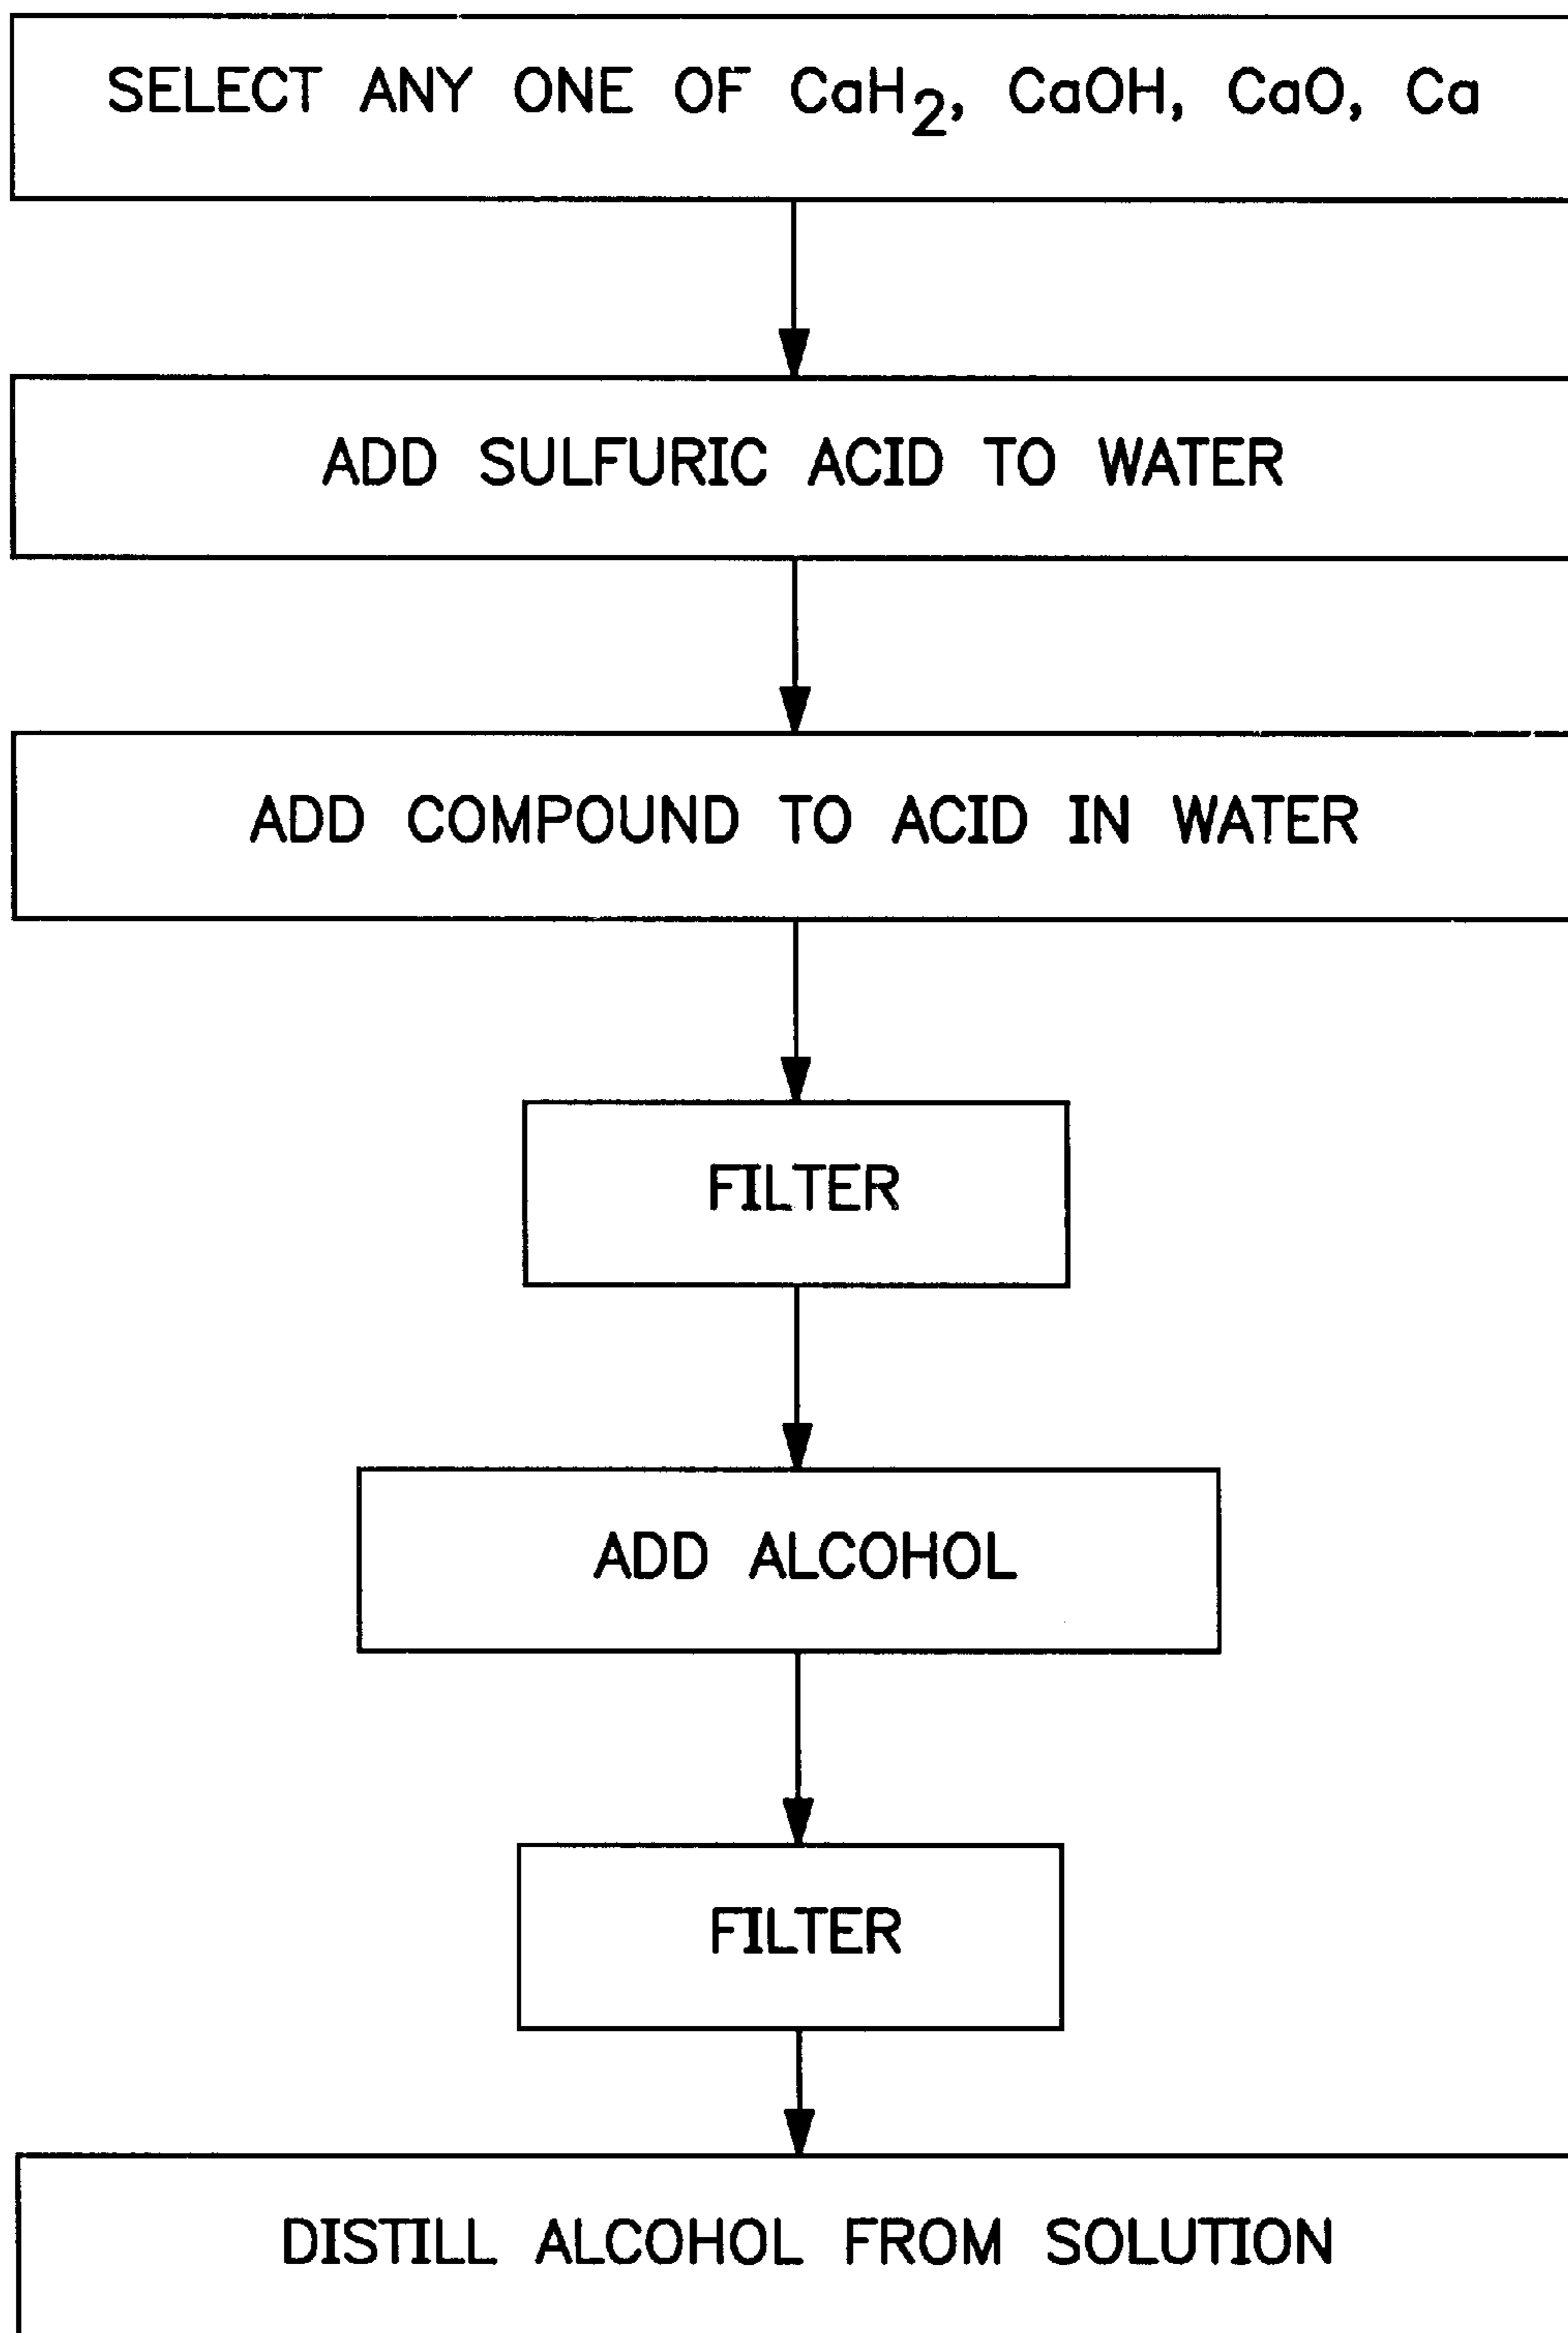 SELECT ANY ONE OF CaH₂, CaOH, CaO, Ca
ADD SULFURIC ACID TO WATER
ADD COMPOUND TO ACID IN WATER
FILTER
ADD ALCOHOL
FILTER
DISTILL ALCOHOL FROM SOLUTION